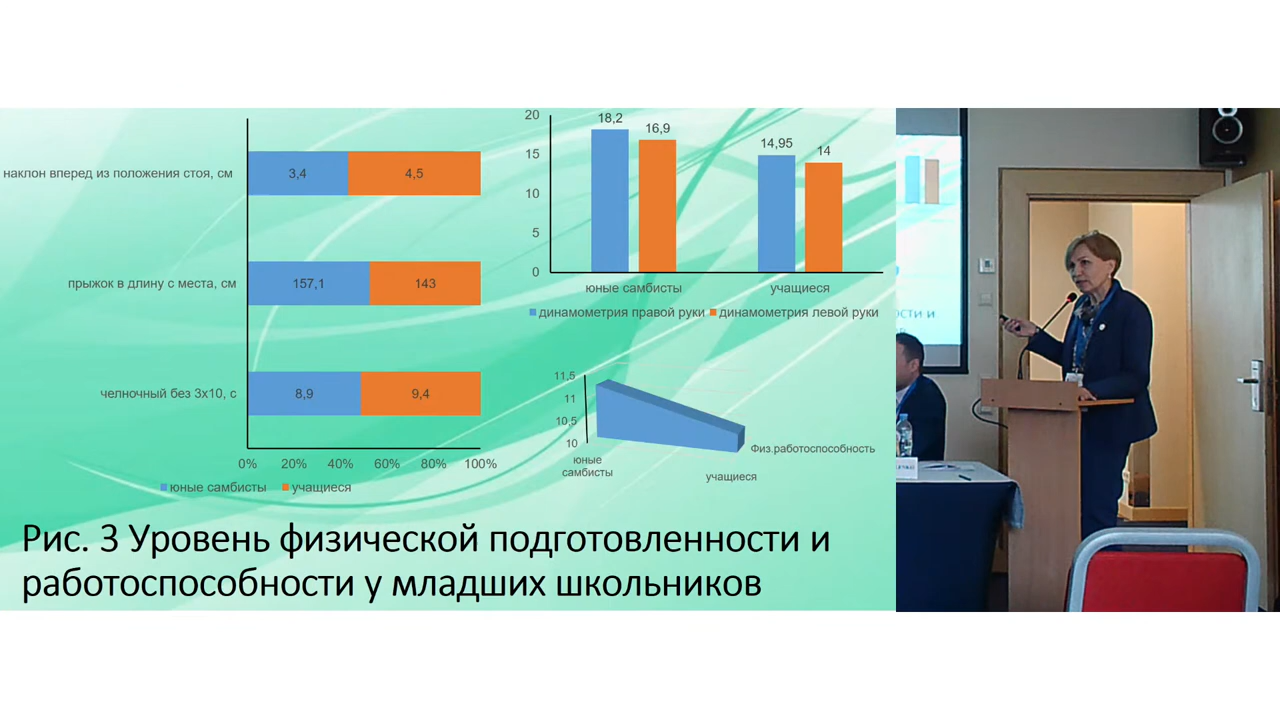 наклон вперед из положения стоя, см
3,4
4,5
прыжок в длину с места, см
157,1
143
челночный без 3x10, с
8,9
9,4
0%
20%
40%
60%
80%
100%
юные самбисты
учащиеся
20
15
10
5
0
18,2
16,9
14,95
14
юные самбисты
учащиеся
динамометрия правой руки
динамометрия левой руки
11,5
11
10,5
10
юные
самбисты
учащиеся
Физ.работоспособность
Рис. 3 Уровень физической подготовленности и
работоспособности у младших школьников